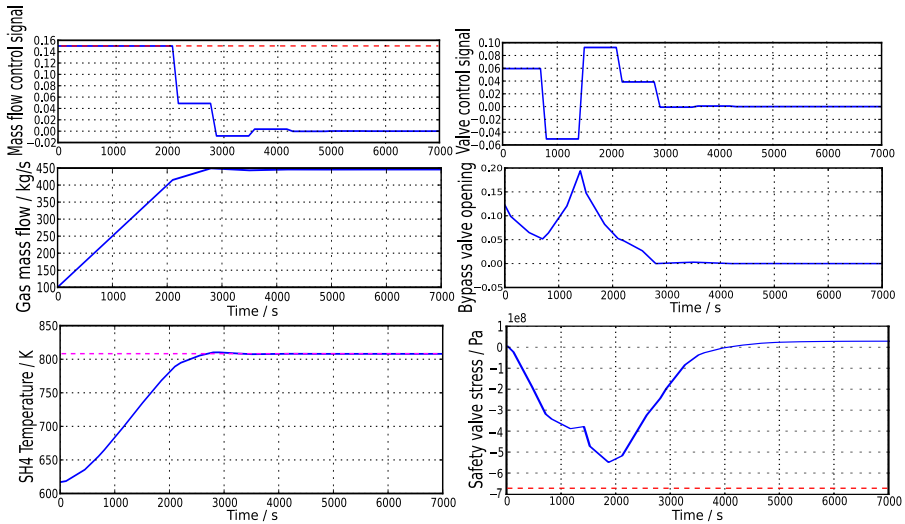 Mass flow control signal
0.16
0.14
0.12
0.10
0.08
0.06
0.04
0.02
0.00
−0.02
0 1000 2000 3000 4000 5000 6000 7000
Valve control signal
0.10
0.08
0.06
0.04
0.02
0.00
−0.02
−0.04
−0.06
0 1000 2000 3000 4000 5000 6000 7000
Gas mass flow / kg/s
450
400
350
300
250
200
150
100
0 1000 2000 3000 4000 5000 6000 7000
Time / s
Bypass valve opening
0.20
0.15
0.10
0.05
0.00
−0.05
0 1000 2000 3000 4000 5000 6000 7000
Time / s
SH4 Temperature / K
850
800
750
700
650
600
0 1000 2000 3000 4000 5000 6000 7000
Time / s
Safety valve stress / Pa
1e8
1
0
−1
−2
−3
−4
−5
−6
−7
0 1000 2000 3000 4000 5000 6000 7000
Time / s